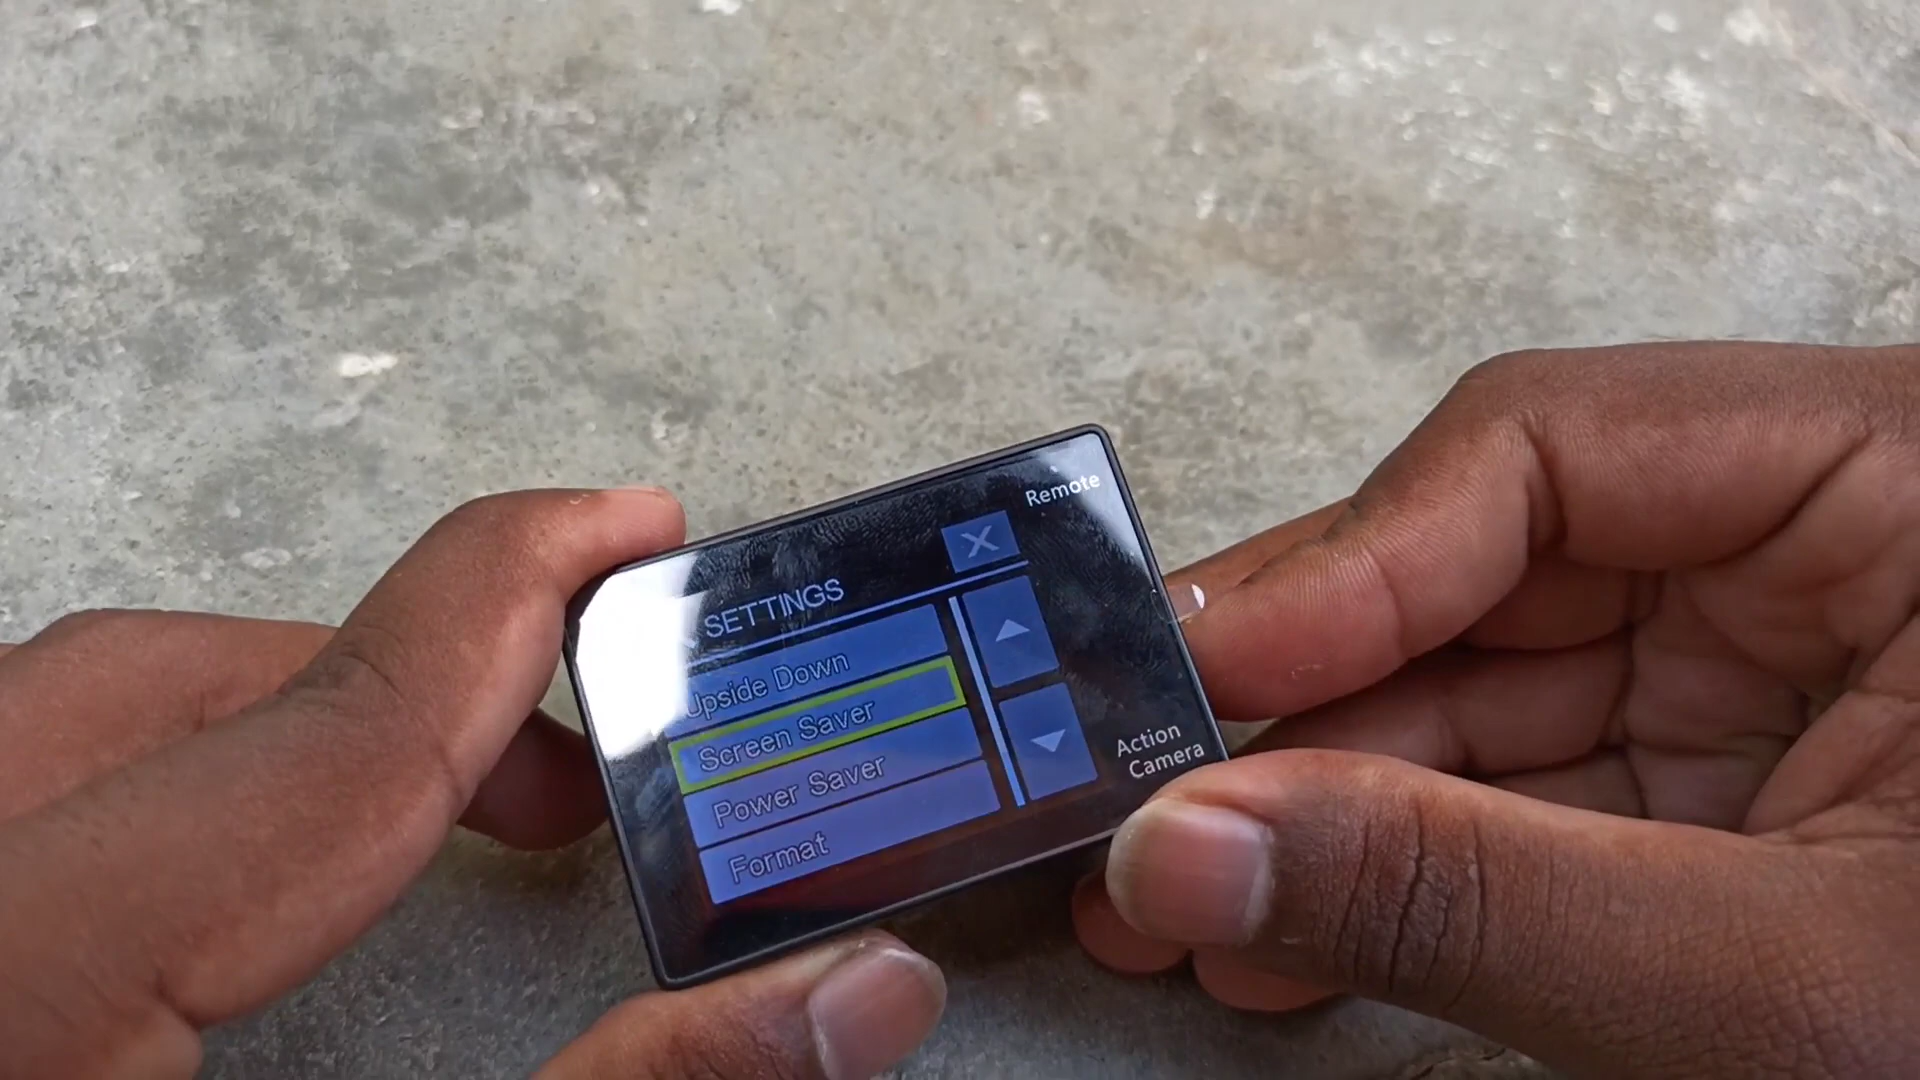 Remote
X
SETTINGS
Upside Down
Screen Saver
Power Saver
Format
Action
Camera